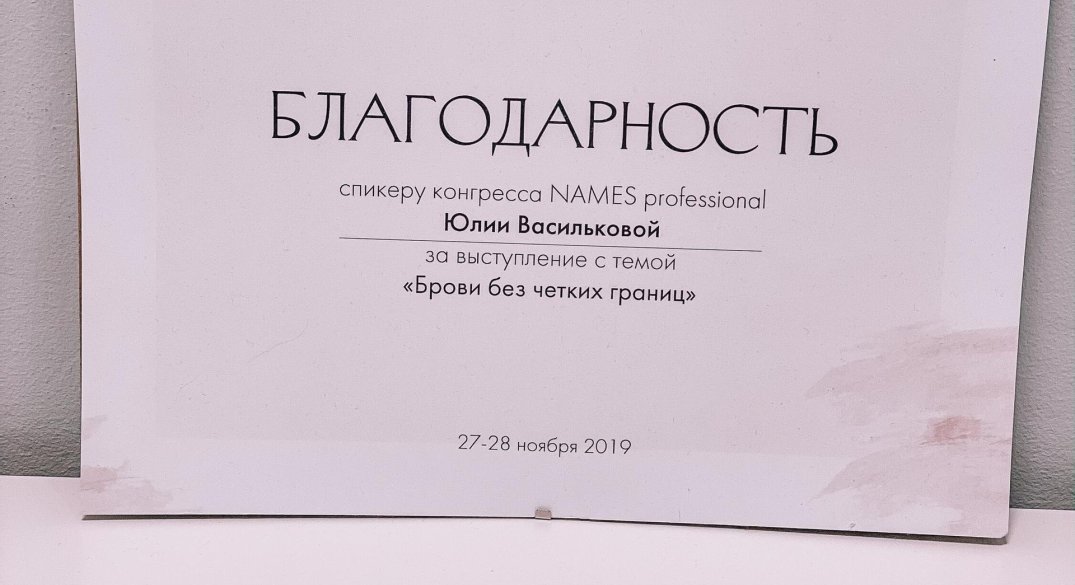 БЛАГОДАРНОСТЬ
спикеру конгресса NAMES professional
Юлии Васильковой
за выступление с темой
«Брови без четких границ»
27-28 ноября 2019